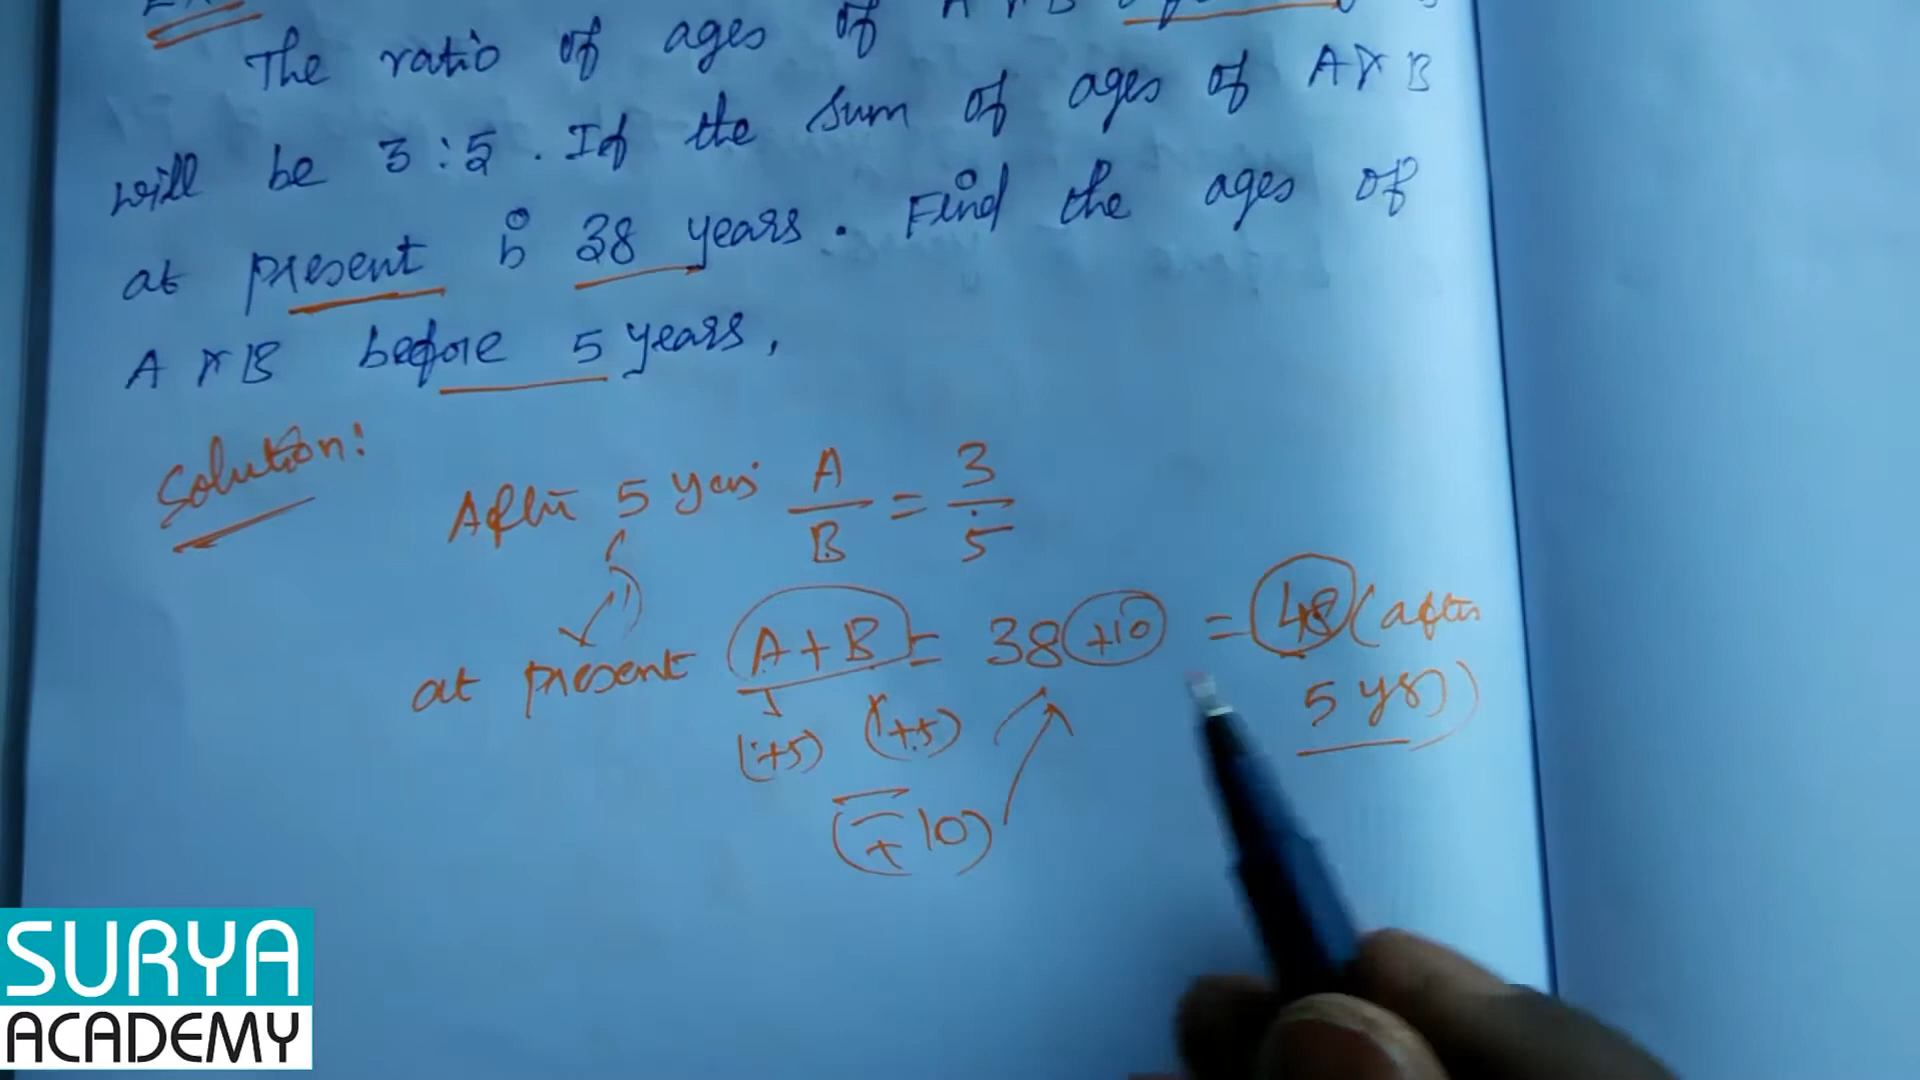 The ratio of ages of A & B
will be 3:5. If the sum of ages of A & B
at present is 38 years. Find the ages of
A & B before 5 years,
Solution:
After 5 yers A/B = 3/5
at present A+B = 38 +10 = 48 (after
5 yrs)
(+5) (+5)
(+10)
SURYA
ACADEMY